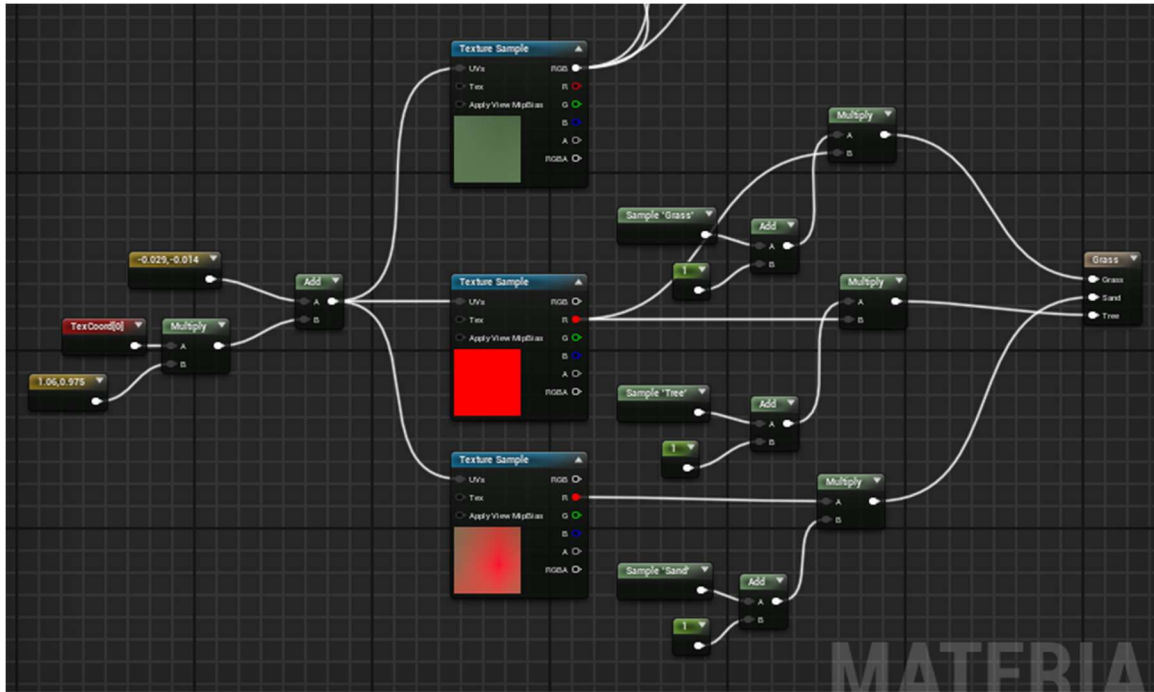 Texture Sample
UVs
RGB
Tex
R
Apply View MipBias
G
B
A
RGBA
Multiply
A
B
Sample 'Grass'
Add
A
B
1
-0.029,-0.014
Add
A
B
TexCoord[0]
Multiply
A
B
1.06,0.975
Texture Sample
UVs
RGB
Tex
R
Apply View MipBias
G
B
A
RGBA
Multiply
A
B
Grass
Grass
Sand
Tree
Sample 'Tree'
Add
A
B
1
Texture Sample
UVs
RGB
Tex
R
Apply View MipBias
G
B
A
RGBA
Multiply
A
B
Sample 'Sand'
Add
A
B
1
MATERIA